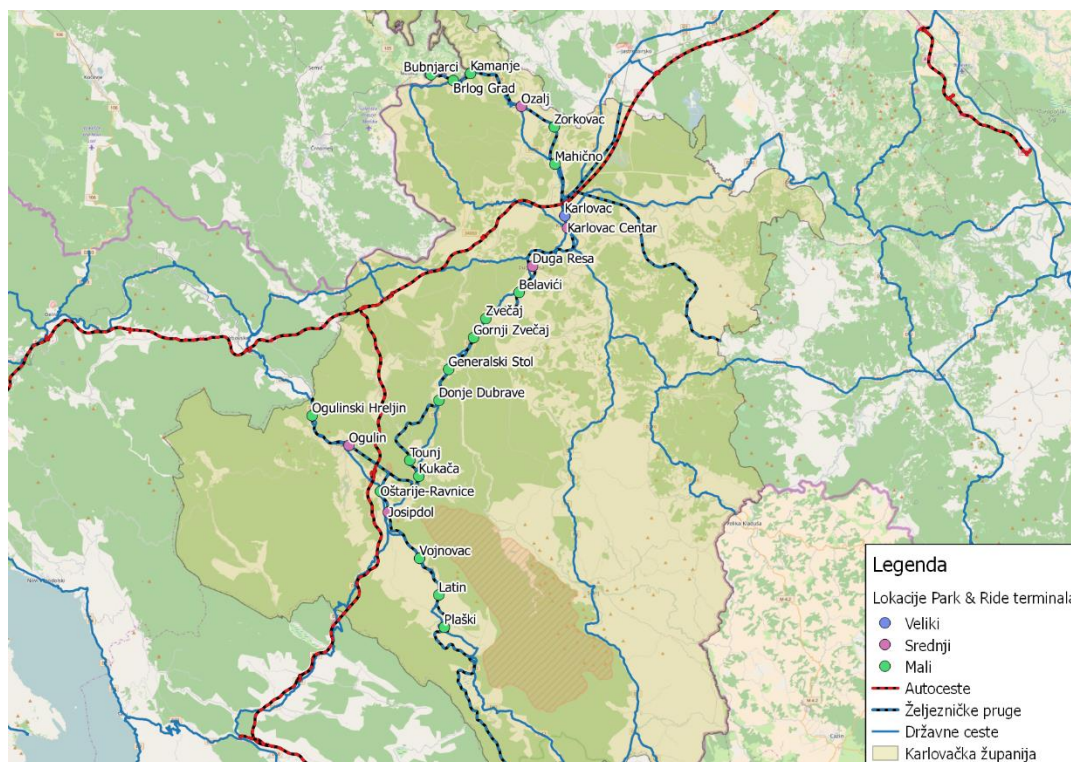 Bubnjarci
Kamanje
Brlog Grad
Ozalj
Zorkovac
Mahično
Karlovac
Karlovac Centar
Duga Resa
Belavići
Zvečaj
Gornji Zvečaj
Generalski Stol
Donje Dubrave
Ogulinski Hreljin
Ogulin
Tounj
Kukača
Oštarije-Ravnice
Josipdol
Vojnovac
Latin
Plaški
Legenda
Lokacije Park & Ride terminala
Veliki
Srednji
Mali
Autoceste
Željezničke pruge
Državne ceste
Karlovačka županija